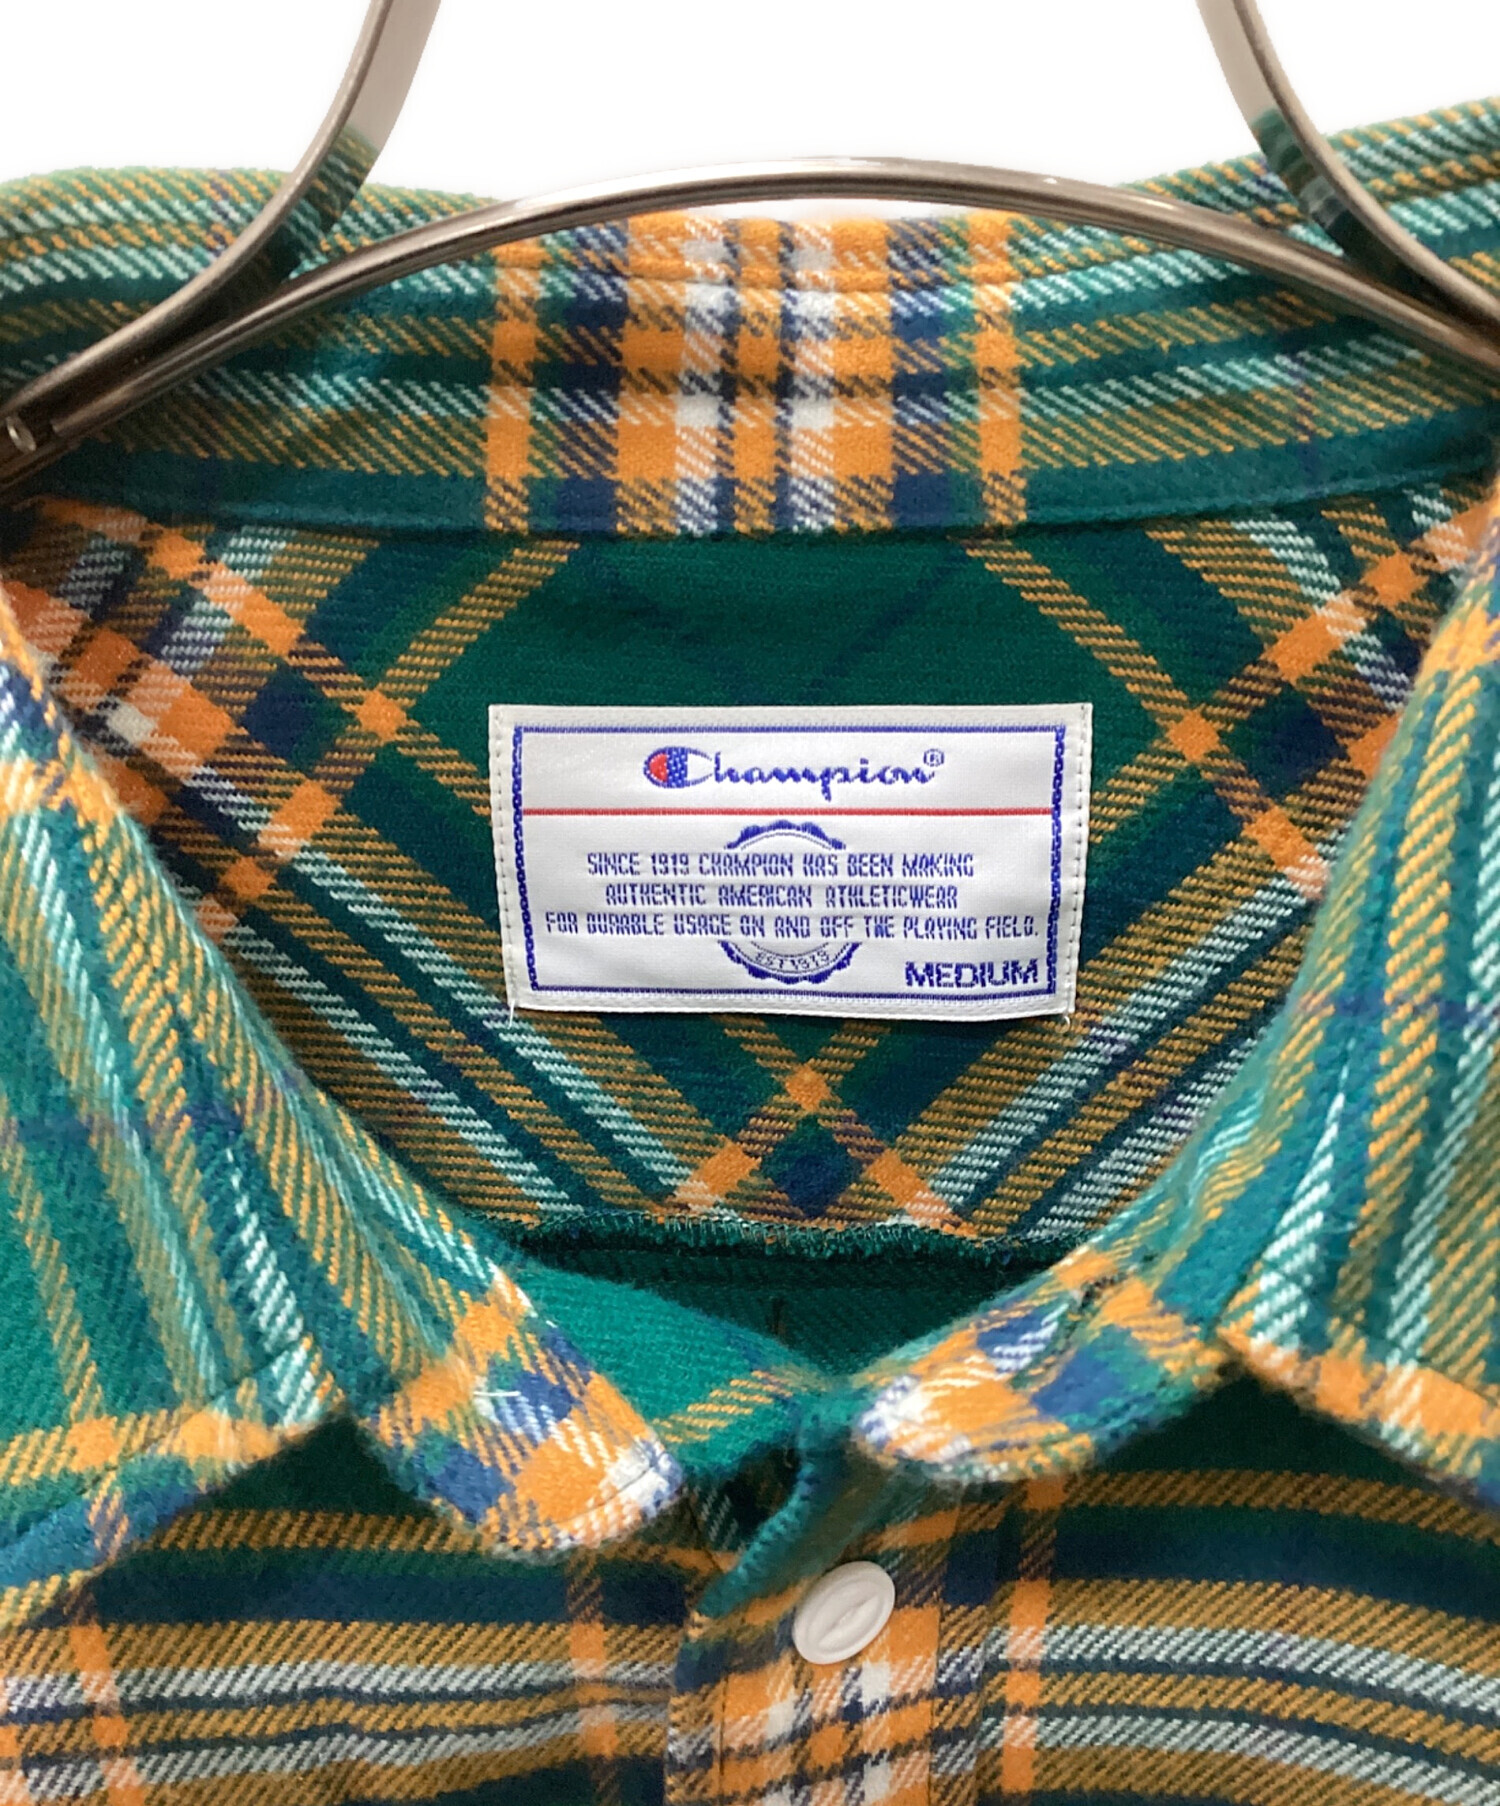 Champion®
SINCE 1919 CHAMPION HAS BEEN MAKING
AUTHENTIC AMERICAN ATHLETICWEAR
FOR DURABLE USAGE ON AND OFF THE PLAYING FIELD.
EST 1919
MEDIUM